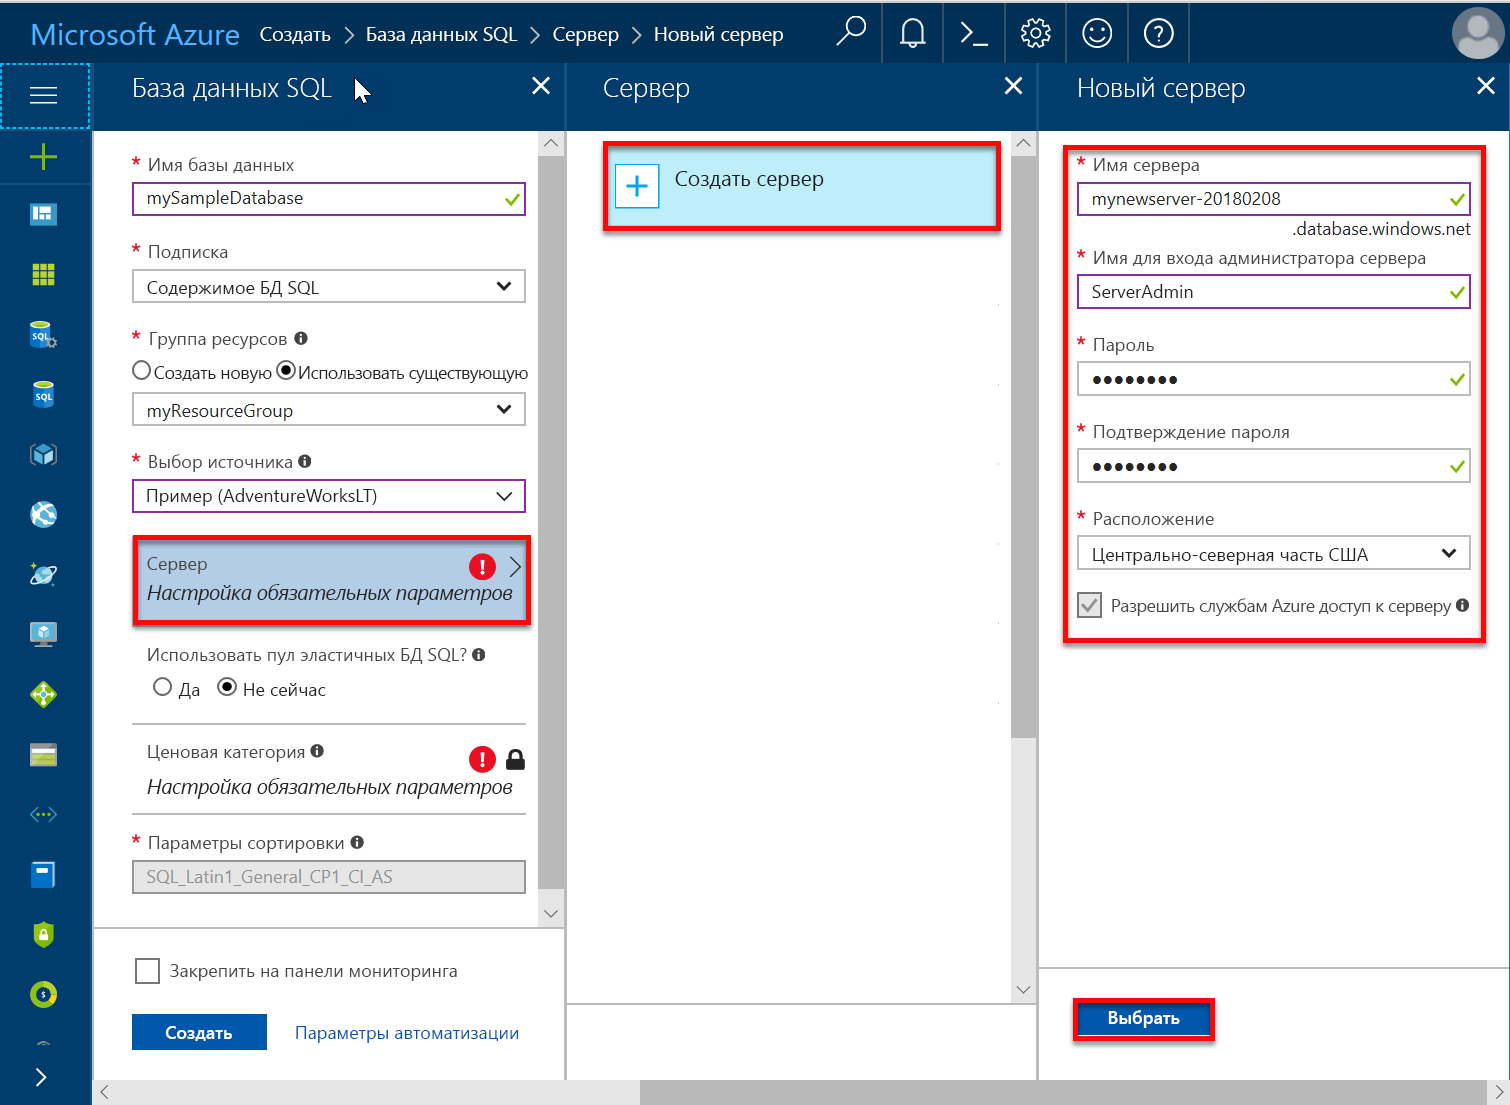 Microsoft Azure Создать > База данных SQL > Сервер > Новый сервер
База данных SQL
* Имя базы данных
mySampleDatabase
* Подписка
Содержимое БД SQL
* Группа ресурсов
Создать новую Использовать существующую
myResourceGroup
* Выбор источника
Пример (AdventureWorksLT)
Сервер
Настройка обязательных параметров
Использовать пул эластичных БД SQL?
Да Не сейчас
Ценовая категория
Настройка обязательных параметров
* Параметры сортировки
SQL_Latin1_General_CP1_CI_AS
Закрепить на панели мониторинга
Создать Параметры автоматизации
Сервер
Создать сервер
Новый сервер
* Имя сервера
mynewserver-20180208
.database.windows.net
* Имя для входа администратора сервера
ServerAdmin
* Пароль
••••••••
* Подтверждение пароля
••••••••
* Расположение
Центрально-северная часть США
Разрешить службам Azure доступ к серверу
Выбрать
SQL
SQL